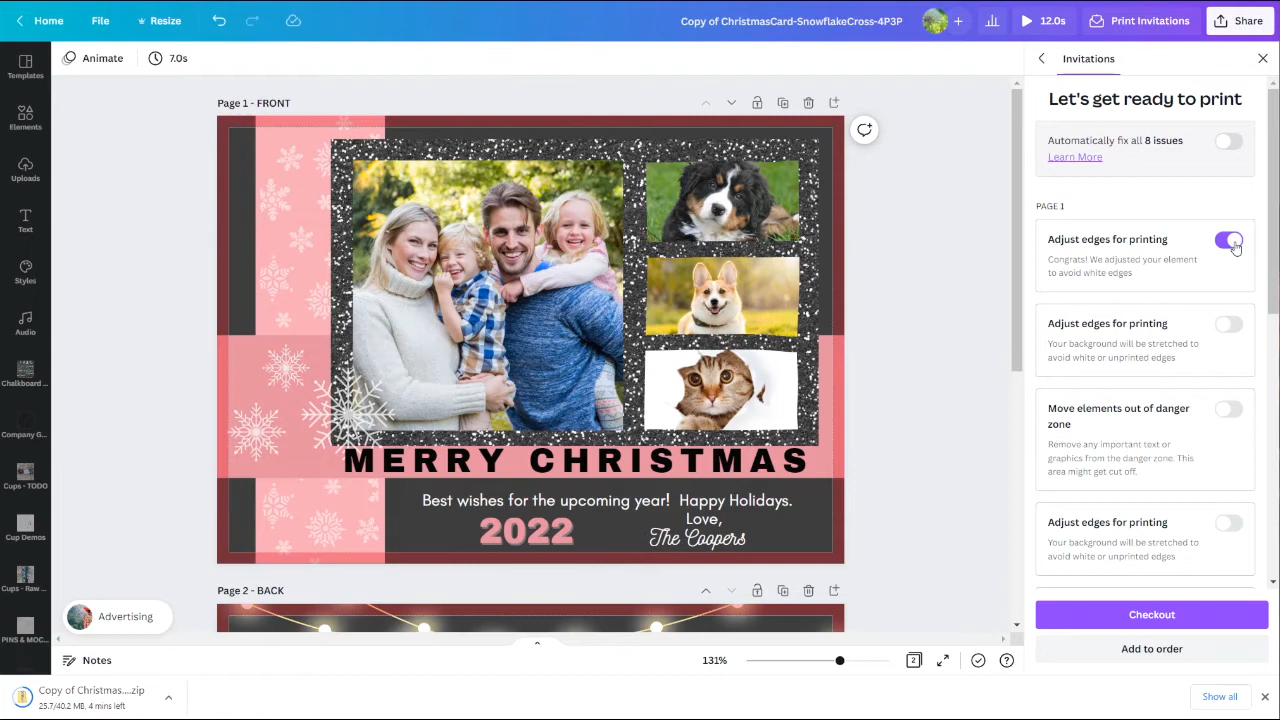 Home
File
Resize
Copy of ChristmasCard-SnowflakeCross-4P3P
12.0s
Print Invitations
Share
Templates
Elements
Uploads
Text
Styles
Audio
Chalkboard ...
Company G...
Cups - TODO
Cup Demos
Cups - Raw ...
PINS & MOC...
Animate
7.0s
Page 1 - FRONT
MERRY CHRISTMAS
Best wishes for the upcoming year! Happy Holidays.
Love,
2022
The Coopers
Page 2 - BACK
Advertising
Notes
131%
2
Invitations
Let's get ready to print
Automatically fix all 8 issues
Learn More
PAGE 1
Adjust edges for printing
Congrats! We adjusted your element
to avoid white edges
Adjust edges for printing
Your background will be stretched to
avoid white or unprinted edges
Move elements out of danger
zone
Remove any important text or
graphics from the danger zone. This
area might get cut off.
Adjust edges for printing
Your background will be stretched to
avoid white or unprinted edges
Checkout
Add to order
Copy of Christmas....zip
25.7/40.2 MB, 4 mins left
Show all